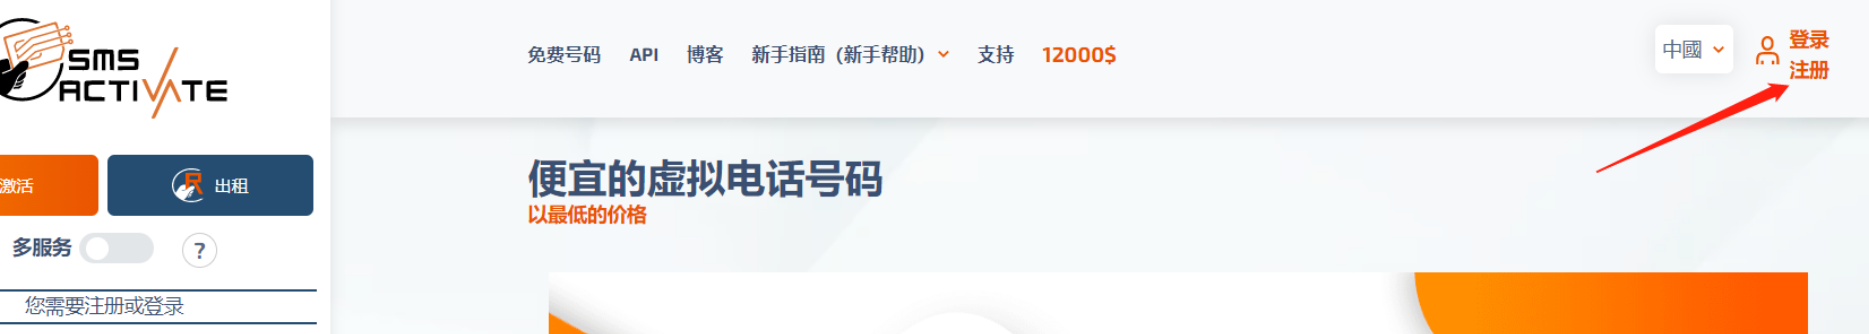 SMS
ACTIVATE
免费号码 API 博客 新手指南（新手帮助） 支持 12000$
中國
登录
注册
激活
出租
多服务
?
您需要注册或登录
便宜的虚拟电话号码
以最低的价格